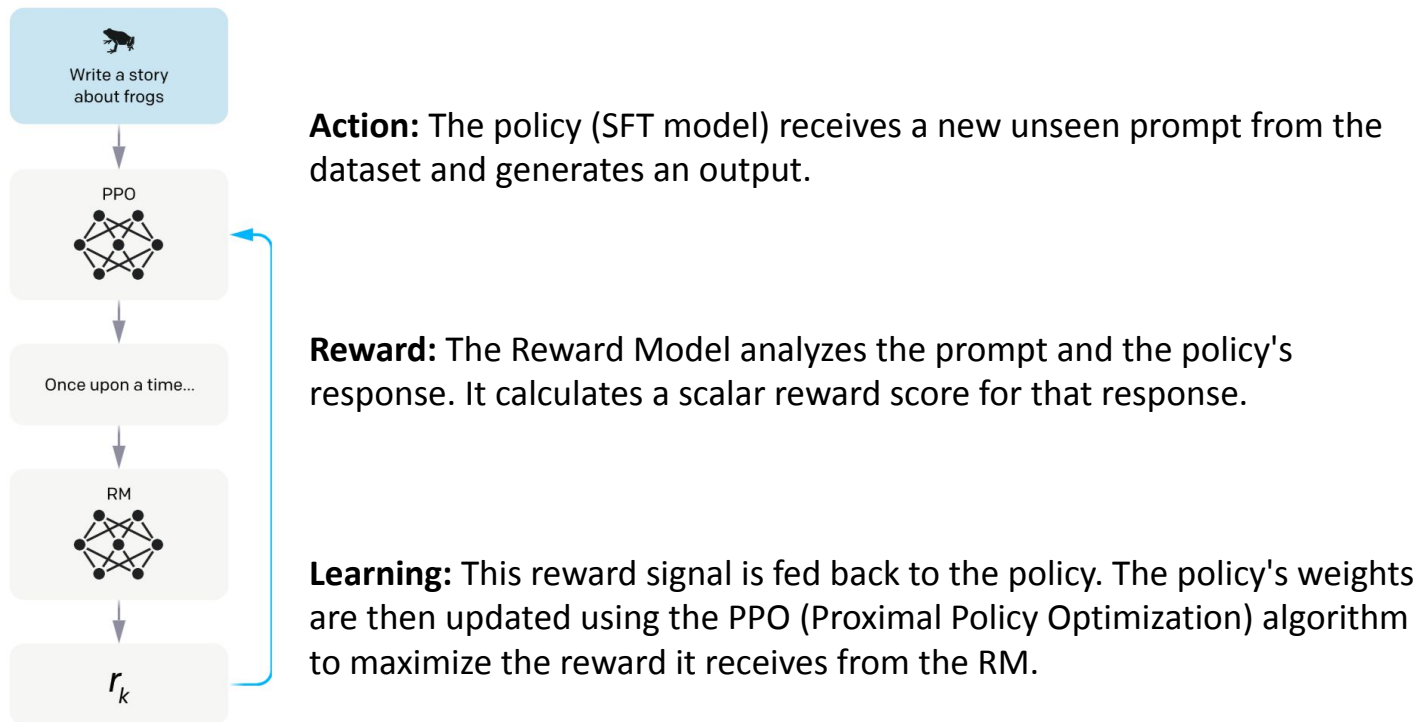 Write a story
about frogs
PPO
Once upon a time...
RM
r_k
Action: The policy (SFT model) receives a new unseen prompt from the
dataset and generates an output.
Reward: The Reward Model analyzes the prompt and the policy's
response. It calculates a scalar reward score for that response.
Learning: This reward signal is fed back to the policy. The policy's weights
are then updated using the PPO (Proximal Policy Optimization) algorithm
to maximize the reward it receives from the RM.